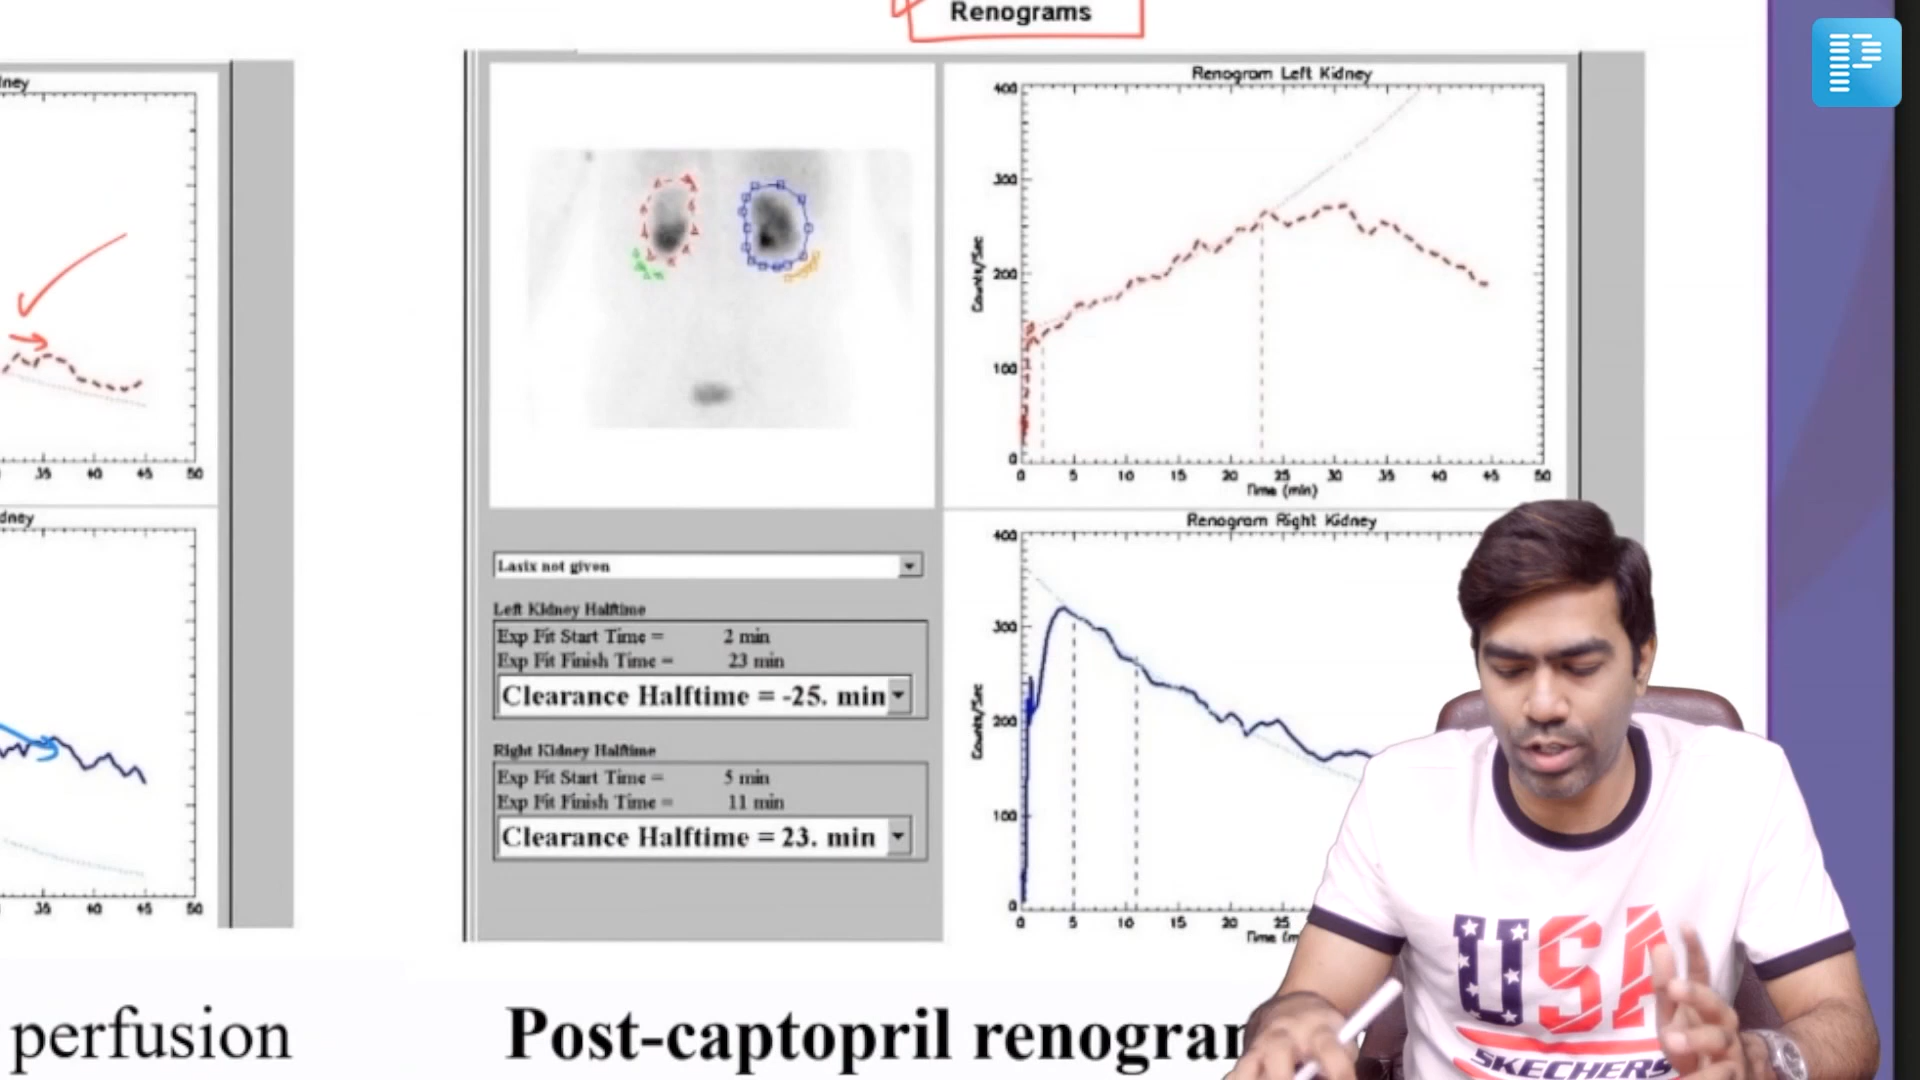 Renograms
dney
35 40 45 50
dney
35 40 45 50
perfusion
Renogram Left Kidney
400
300
200
100
0
Counts/Sec
0 5 10 15 20 25 30 35 40 45 50
Time (min)
Lasix not given
Left Kidney Halftime
Exp Fit Start Time = 2 min
Exp Fit Finish Time = 23 min
Clearance Halftime = -25. min
Right Kidney Halftime
Exp Fit Start Time = 5 min
Exp Fit Finish Time = 11 min
Clearance Halftime = 23. min
Renogram Right Kidney
400
300
200
100
0
Counts/Sec
0 5 10 15 20 25
Time (m
Post-captopril renogram
USA
SKECHERS